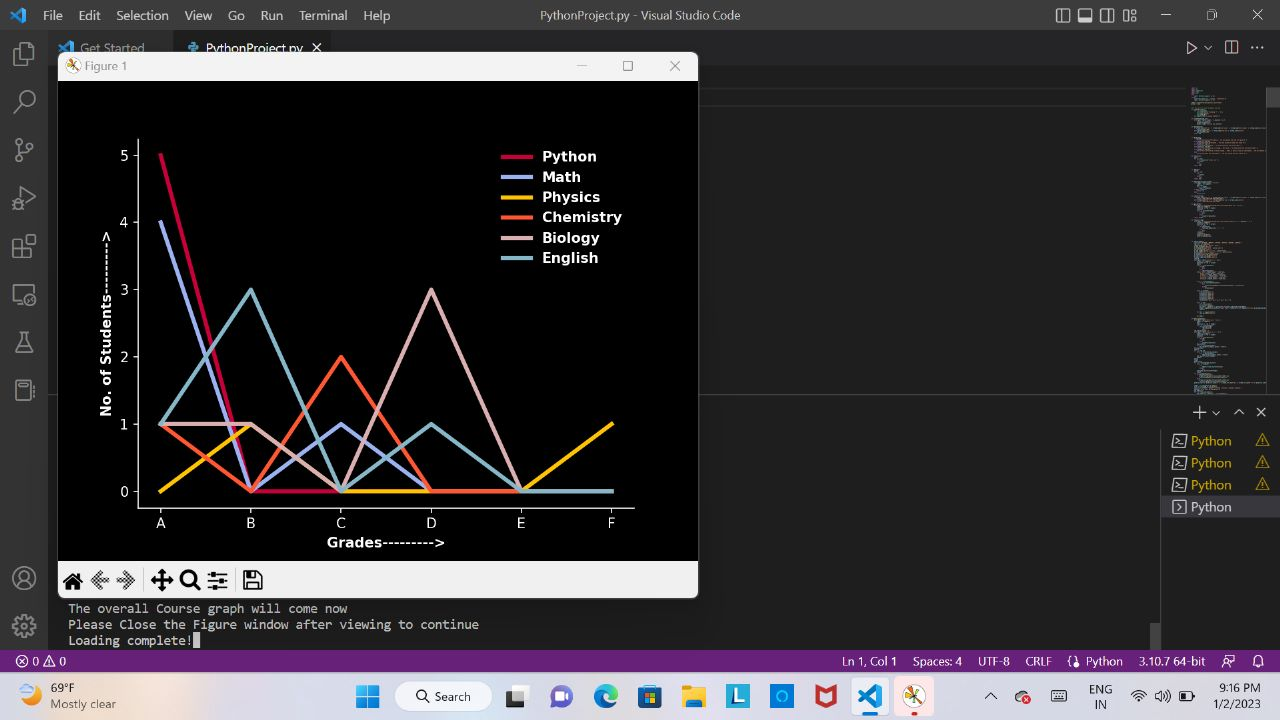 File Edit Selection View Go Run Terminal Help
PythonProject.py - Visual Studio Code
Get Started
PythonProject.py
Figure 1
Python
Math
Physics
Chemistry
Biology
English
No. of Students--------->
5
4
3
2
1
0
A B C D E F
Grades--------->
Python
Python
Python
Python
The overall Course graph will come now
Please Close the Figure window after viewing to continue
Loading complete!
0 0 Ln 1, Col 1 Spaces: 4 UTF-8 CRLF Python 3.10.7 64-bit
69°F
Mostly clear
Search
L
ENG
IN
9:16 PM
1/2/2023